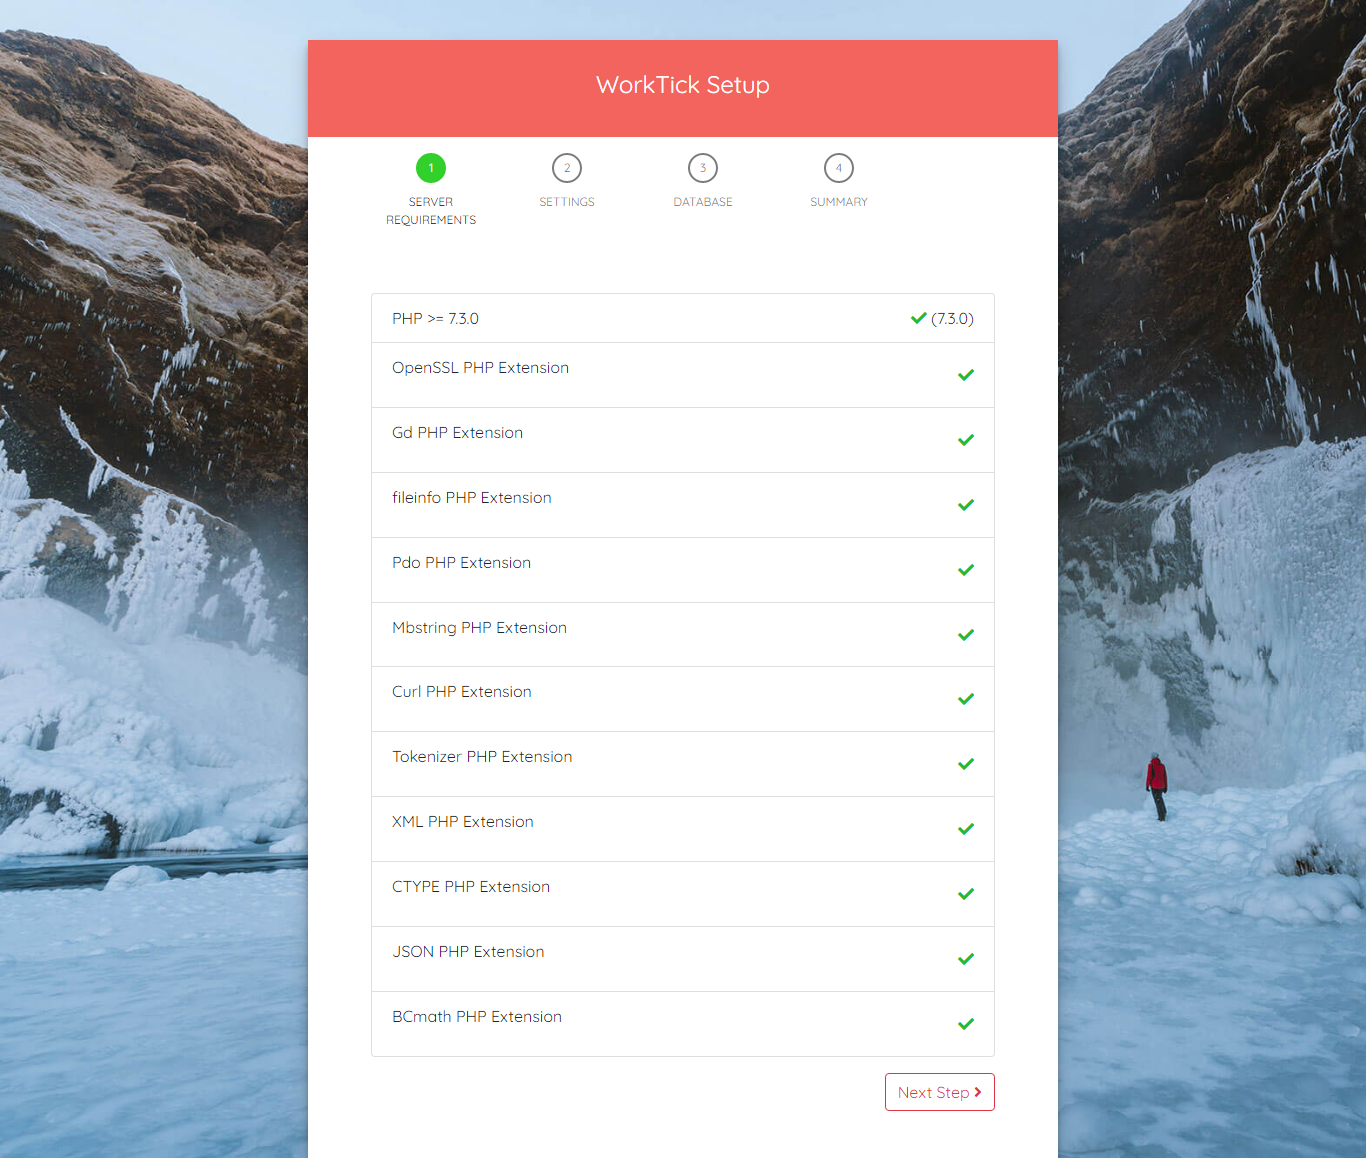 WorkTick Setup
1
2
3
4
SERVER
REQUIREMENTS
SETTINGS
DATABASE
SUMMARY
PHP >= 7.3.0
(7.3.0)
OpenSSL PHP Extension
Gd PHP Extension
fileinfo PHP Extension
Pdo PHP Extension
Mbstring PHP Extension
Curl PHP Extension
Tokenizer PHP Extension
XML PHP Extension
CTYPE PHP Extension
JSON PHP Extension
BCmath PHP Extension
Next Step